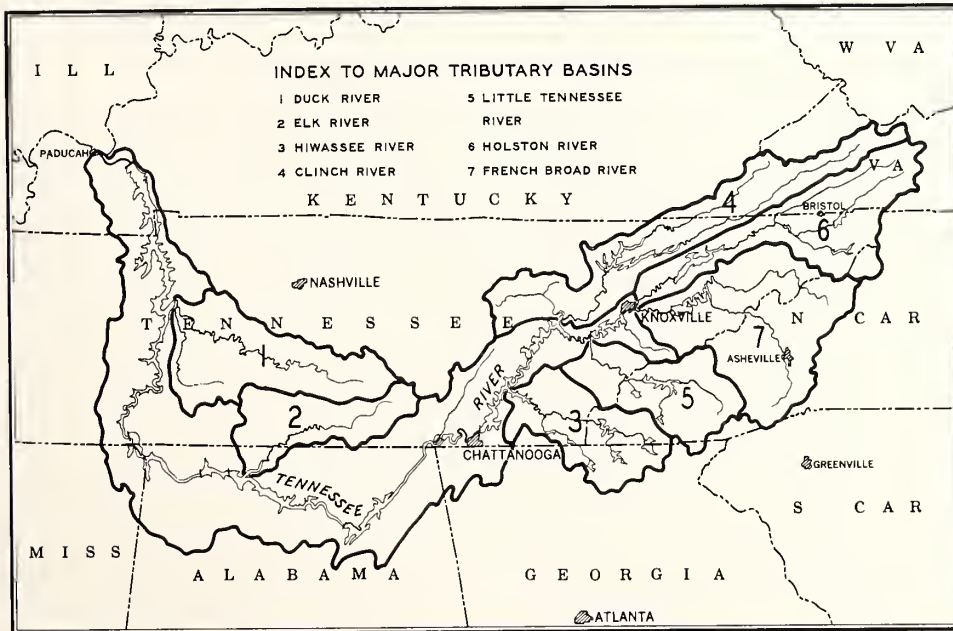 I L L
W V A
INDEX TO MAJOR TRIBUTARY BASINS
1 DUCK RIVER
2 ELK RIVER
3 HIWASSEE RIVER
4 CLINCH RIVER
5 LITTLE TENNESSEE
RIVER
6 HOLSTON RIVER
7 FRENCH BROAD RIVER
PADUCAH
K E N T U C K Y
V A
4
BRISTOL
6
NASHVILLE
T E N N E S S E E
KNOXVILLE
N CAR
7
ASHEVILLE
1
RIVER
5
2
3
CHATTANOOGA
GREENVILLE
TENNESSEE
S CAR
M I S S
A L A B A M A
G E O R G I A
ATLANTA